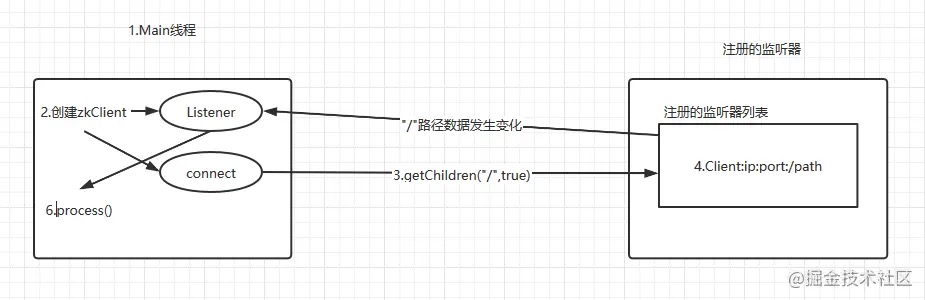 1.Main线程
注册的监听器
2.创建zkClient
Listener
"/"路径数据发生变化
注册的监听器列表
connect
3.getChildren("/",true)
4.Client:ip:port:/path
6.process()
@掘金技术社区